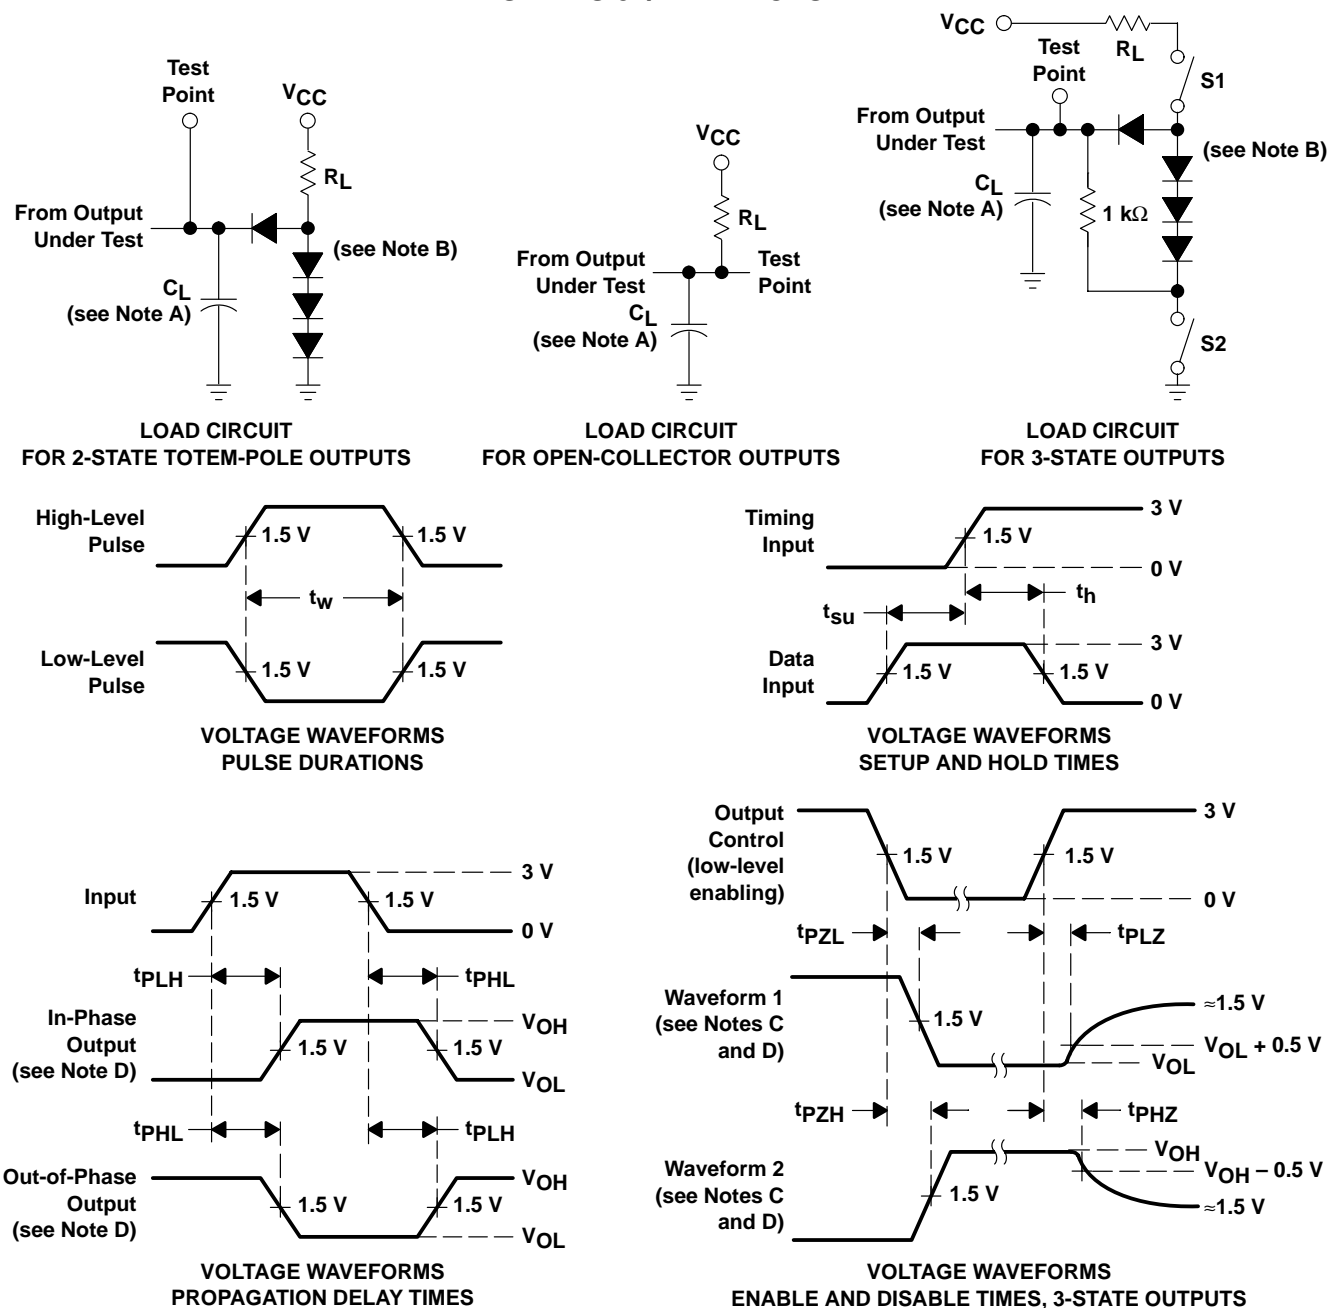 VCC
RL
S1
Test
Point
From Output
Under Test
(see Note B)
CL
(see Note A)
1 kΩ
S2
LOAD CIRCUIT
FOR 3-STATE OUTPUTS
Test
Point
VCC
RL
From Output
Under Test
(see Note B)
CL
(see Note A)
LOAD CIRCUIT
FOR 2-STATE TOTEM-POLE OUTPUTS
VCC
RL
From Output
Under Test
Test
Point
CL
(see Note A)
LOAD CIRCUIT
FOR OPEN-COLLECTOR OUTPUTS
High-Level
Pulse
1.5 V
1.5 V
tw
Low-Level
Pulse
1.5 V
1.5 V
VOLTAGE WAVEFORMS
PULSE DURATIONS
Timing
Input
1.5 V
3 V
0 V
th
tsu
Data
Input
1.5 V
1.5 V
3 V
0 V
VOLTAGE WAVEFORMS
SETUP AND HOLD TIMES
Input
1.5 V
1.5 V
3 V
0 V
tPLH
tPHL
In-Phase
Output
(see Note D)
1.5 V
1.5 V
VOH
VOL
tPHL
tPLH
Out-of-Phase
Output
(see Note D)
1.5 V
1.5 V
VOH
VOL
VOLTAGE WAVEFORMS
PROPAGATION DELAY TIMES
Output
Control
(low-level
enabling)
1.5 V
1.5 V
3 V
0 V
tPZL
tPLZ
Waveform 1
(see Notes C
and D)
1.5 V
≈1.5 V
VOL + 0.5 V
VOL
tPZH
tPHZ
Waveform 2
(see Notes C
and D)
1.5 V
VOH
VOH – 0.5 V
≈1.5 V
VOLTAGE WAVEFORMS
ENABLE AND DISABLE TIMES, 3-STATE OUTPUTS